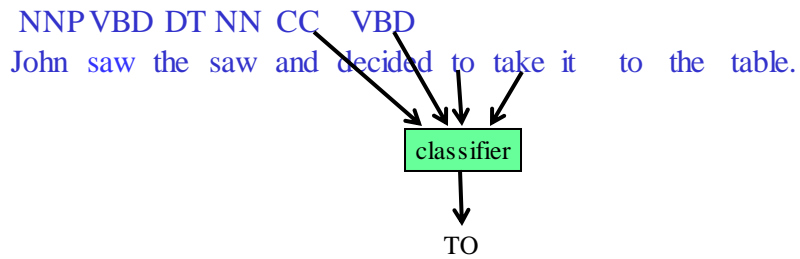 NNP VBD DT NN CC VBD
John saw the saw and decided to take it to the table.
classifier
TO